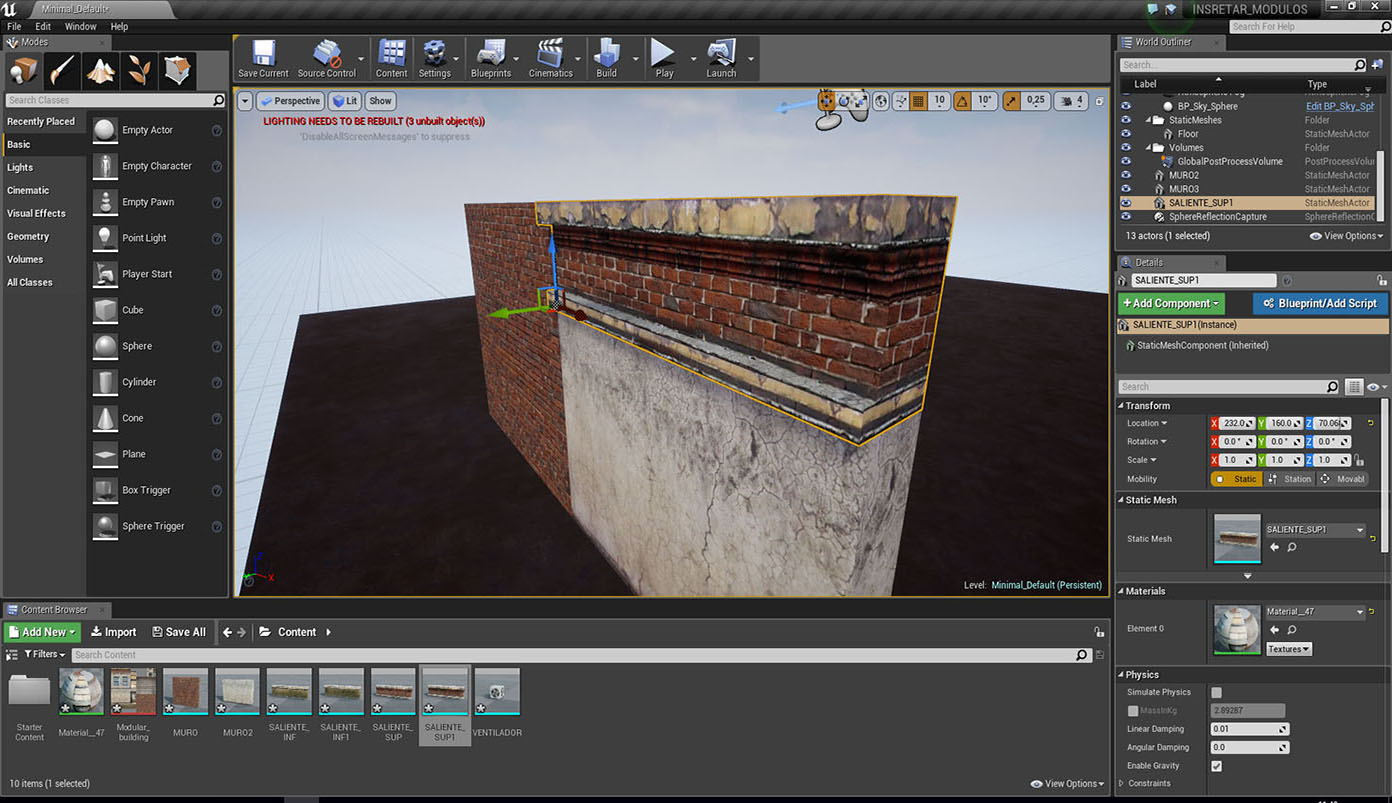 Minimal_Default*
INSRETAR_MODULOS
File Edit Window Help
Search For Help
Modes
Search Classes
Recently Placed
Basic
Lights
Cinematic
Visual Effects
Geometry
Volumes
All Classes
Empty Actor
Empty Character
Empty Pawn
Point Light
Player Start
Cube
Sphere
Cylinder
Cone
Plane
Box Trigger
Sphere Trigger
Save Current
Source Control
Content
Settings
Blueprints
Cinematics
Build
Play
Launch
Perspective Lit Show
10 10° 0,25 4
LIGHTING NEEDS TO BE REBUILT (3 unbuilt object(s))
'DisableAllScreenMessages' to suppress
X
Level: Minimal_Default (Persistent)
World Outliner
Search...
Label Type
BP_Sky_Sphere Edit BP_Sky_Sph
StaticMeshes Folder
Floor StaticMeshActor
Volumes Folder
GlobalPostProcessVolume PostProcessVolu
MURO2 StaticMeshActor
MURO3 StaticMeshActor
SALIENTE_SUP1 StaticMeshActor
SphereReflectionCapture SphereReflectionC
13 actors (1 selected)
View Options
Details
SALIENTE_SUP1
+Add Component
Blueprint/Add Script
SALIENTE_SUP1(Instance)
StaticMeshComponent (Inherited)
Search
Transform
Location X 232.0 Y 160.0 Z 70.06
Rotation X 0.0° Y 0.0° Z 0.0°
Scale X 1.0 Y 1.0 Z 1.0
Mobility Static Station Movabl
Static Mesh
Static Mesh
SALIENTE_SUP1
Materials
Element 0
Material__47
Textures
Physics
Simulate Physics
MassInKg 2.89287
Linear Damping 0.01
Angular Damping 0.0
Enable Gravity
Constraints
Content Browser
Add New Import Save All Content
Filters Search Content
Starter Content
Material__47
Modular_building
MURO
MURO2
SALIENTE_INF
SALIENTE_INF1
SALIENTE_SUP
SALIENTE_SUP1
VENTILADOR
10 items (1 selected)
View Options